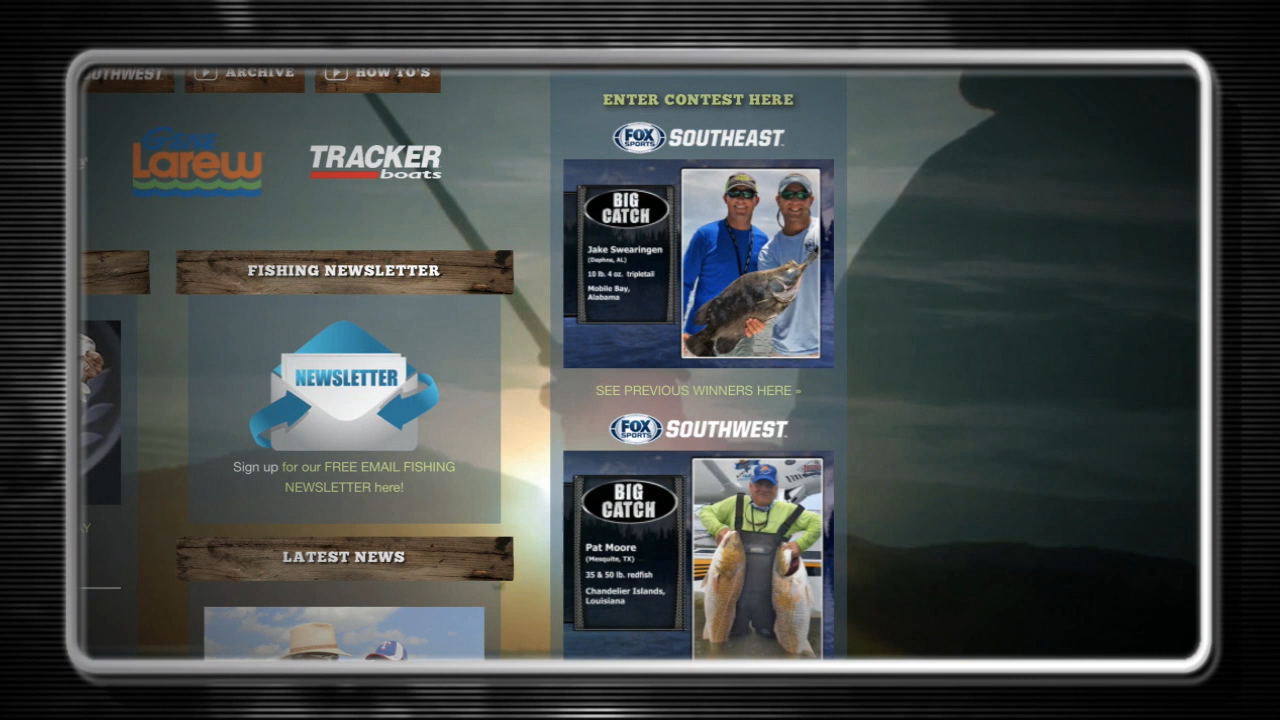 SOUTHWEST
ARCHIVE
HOW TO'S
Gene
Larew
TRACKER
boats
FISHING NEWSLETTER
NEWSLETTER
Sign up for our FREE EMAIL FISHING
NEWSLETTER here!
LATEST NEWS
ENTER CONTEST HERE
FOX
SPORTS
SOUTHEAST
BIG
CATCH
Jake Swearingen
(Daphne, AL)
10 lb. 4 oz. tripletail
Mobile Bay,
Alabama
SEE PREVIOUS WINNERS HERE »
FOX
SPORTS
SOUTHWEST
BIG
CATCH
Pat Moore
(Mesquite, TX)
35 & 50 lb. redfish
Chandelier Islands,
Louisiana